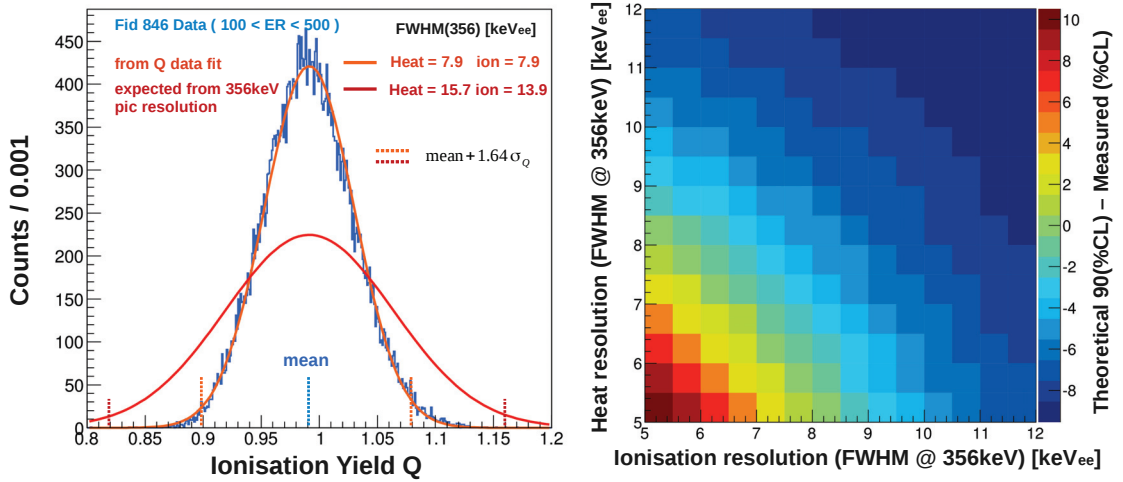 Fid 846 Data ( 100 < ER < 500 )
FWHM(356) [keVee]
from Q data fit
Heat = 7.9 ion = 7.9
expected from 356keV
pic resolution
Heat = 15.7 ion = 13.9
mean+1.64σQ
mean
Counts / 0.001
450
400
350
300
250
200
150
100
50
0
0.8 0.85 0.9 0.95 1 1.05 1.1 1.15 1.2
Ionisation Yield Q
Heat resolution (FWHM @ 356keV) [keVee]
12
11
10
9
8
7
6
5
5 6 7 8 9 10 11 12
Ionisation resolution (FWHM @ 356keV) [keVee]
10
8
6
4
2
0
-2
-4
-6
-8
Theoretical 90(%CL) – Measured (%CL)